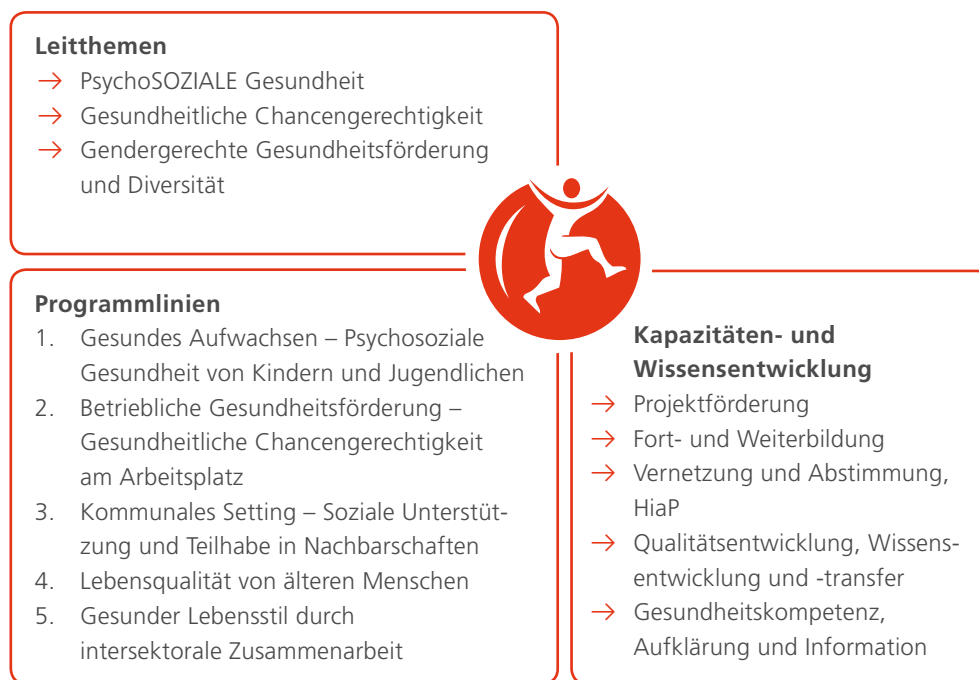 Leitthemen
→ PsychoSOZIALE Gesundheit
→ Gesundheitliche Chancengerechtigkeit
→ Gendergerechte Gesundheitsförderung
und Diversität
Programmlinien
1. Gesundes Aufwachsen – Psychosoziale
Gesundheit von Kindern und Jugendlichen
2. Betriebliche Gesundheitsförderung –
Gesundheitliche Chancengerechtigkeit
am Arbeitsplatz
3. Kommunales Setting – Soziale Unterstüt-
zung und Teilhabe in Nachbarschaften
4. Lebensqualität von älteren Menschen
5. Gesunder Lebensstil durch
intersektorale Zusammenarbeit
Kapazitäten- und
Wissensentwicklung
→ Projektförderung
→ Fort- und Weiterbildung
→ Vernetzung und Abstimmung,
HiaP
→ Qualitätsentwicklung, Wissens-
entwicklung und -transfer
→ Gesundheitskompetenz,
Aufklärung und Information